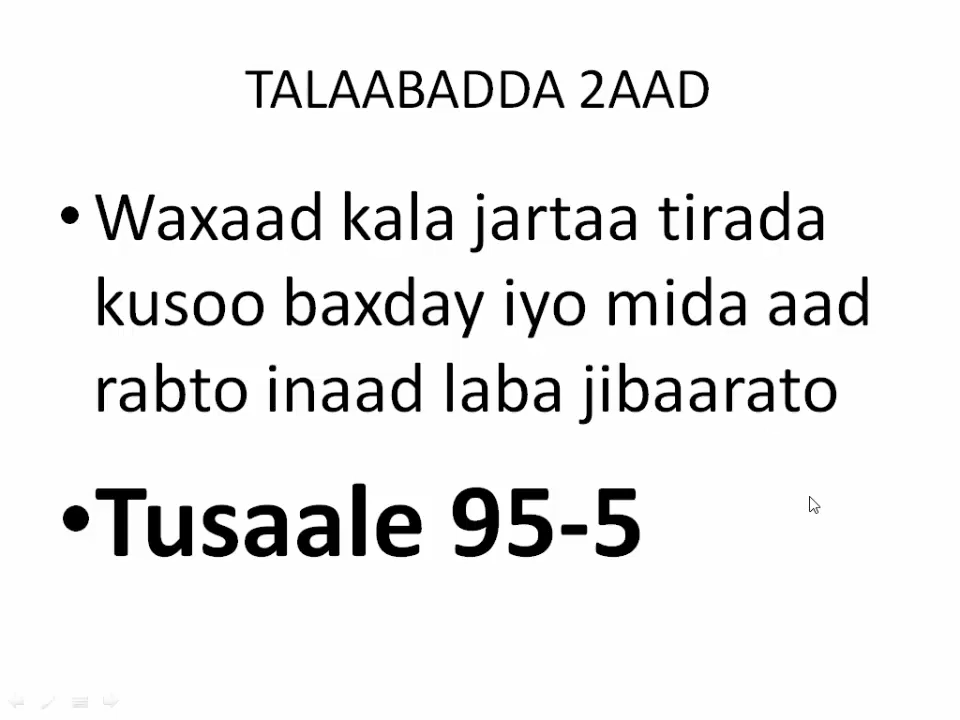 TALAABADDA 2AAD
• Waxaad kala jartaa tirada
kusoo baxday iyo mida aad
rabto inaad laba jibaarato
• Tusaale 95-5